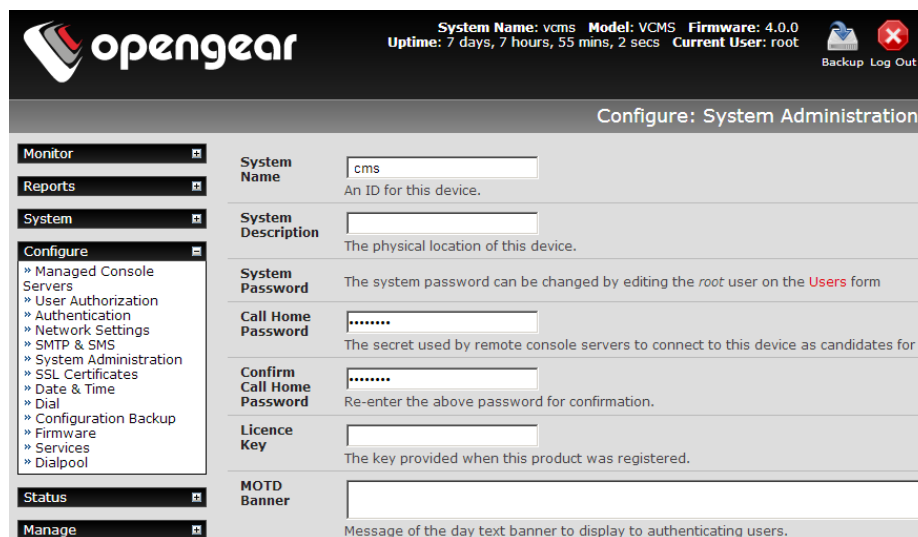 opengear
System Name: vcms Model: VCMS Firmware: 4.0.0
Uptime: 7 days, 7 hours, 55 mins, 2 secs Current User: root
Backup Log Out
Configure: System Administration
Monitor
Reports
System
Configure
» Managed Console
Servers
» User Authorization
» Authentication
» Network Settings
» SMTP & SMS
» System Administration
» SSL Certificates
» Date & Time
» Dial
» Configuration Backup
» Firmware
» Services
» Dialpool
Status
Manage
System
Name
cms
An ID for this device.
System
Description
The physical location of this device.
System
Password
The system password can be changed by editing the root user on the Users form
Call Home
Password
••••••••
The secret used by remote console servers to connect to this device as candidates for
Confirm
Call Home
Password
••••••••
Re-enter the above password for confirmation.
Licence
Key
The key provided when this product was registered.
MOTD
Banner
Message of the day text banner to display to authenticating users.